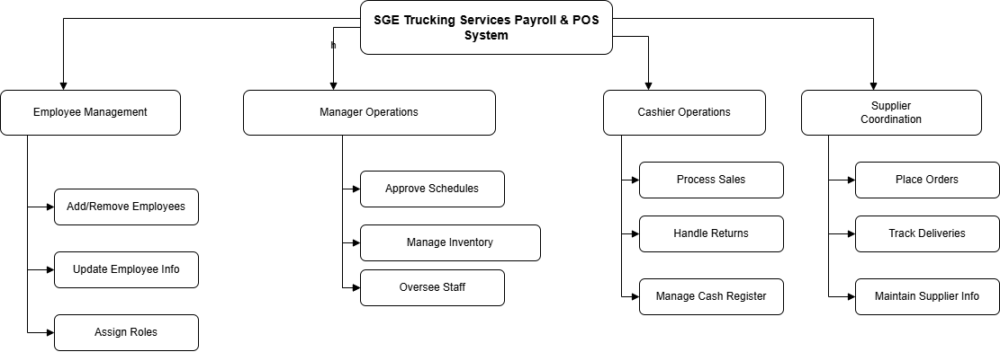 SGE Trucking Services Payroll & POS
System
h
Employee Management
Manager Operations
Cashier Operations
Supplier
Coordination
Add/Remove Employees
Update Employee Info
Assign Roles
Approve Schedules
Manage Inventory
Oversee Staff
Process Sales
Handle Returns
Manage Cash Register
Place Orders
Track Deliveries
Maintain Supplier Info